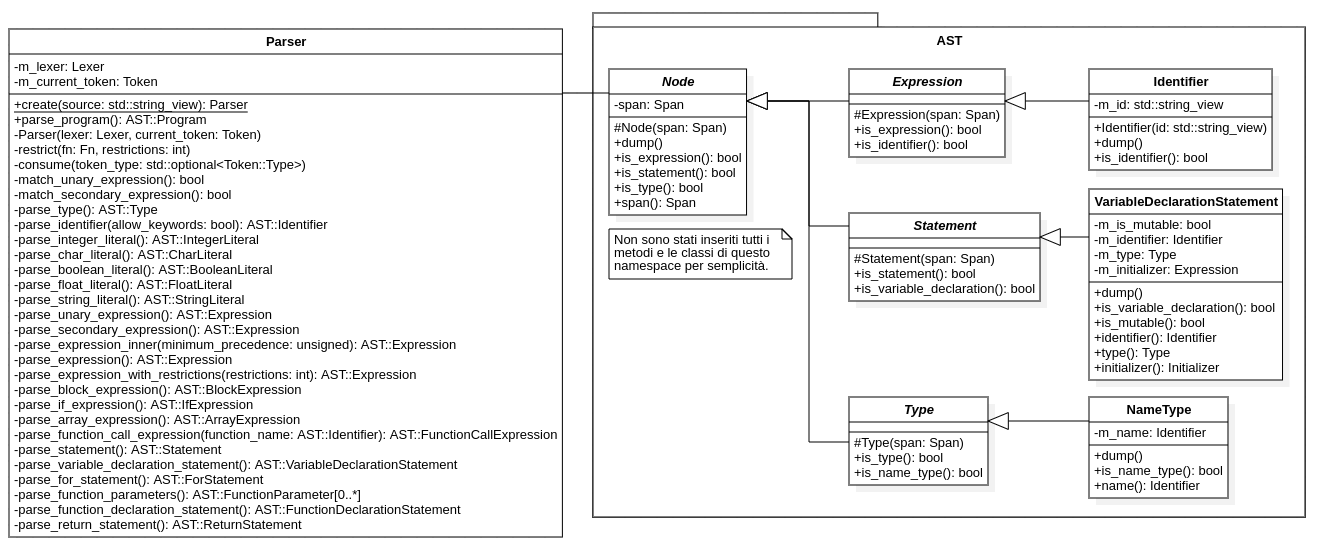 Parser
-m_lexer: Lexer
-m_current_token: Token
+create(source: std::string_view): Parser
+parse_program(): AST::Program
-Parser(lexer: Lexer, current_token: Token)
-restrict(fn: Fn, restrictions: int)
-consume(token_type: std::optional<Token::Type>)
-match_unary_expression(): bool
-match_secondary_expression(): bool
-parse_type(): AST::Type
-parse_identifier(allow_keywords: bool): AST::Identifier
-parse_integer_literal(): AST::IntegerLiteral
-parse_char_literal(): AST::CharLiteral
-parse_boolean_literal(): AST::BooleanLiteral
-parse_float_literal(): AST::FloatLiteral
-parse_string_literal(): AST::StringLiteral
-parse_unary_expression(): AST::Expression
-parse_secondary_expression(): AST::Expression
-parse_expression_inner(minimum_precedence: unsigned): AST::Expression
-parse_expression(): AST::Expression
-parse_expression_with_restrictions(restrictions: int): AST::Expression
-parse_block_expression(): AST::BlockExpression
-parse_if_expression(): AST::IfExpression
-parse_array_expression(): AST::ArrayExpression
-parse_function_call_expression(function_name: AST::Identifier): AST::FunctionCallExpression
-parse_statement(): AST::Statement
-parse_variable_declaration_statement(): AST::VariableDeclarationStatement
-parse_for_statement(): AST::ForStatement
-parse_function_parameters(): AST::FunctionParameter[0..*]
-parse_function_declaration_statement(): AST::FunctionDeclarationStatement
-parse_return_statement(): AST::ReturnStatement
AST
Node
-span: Span
#Node(span: Span)
+dump()
+is_expression(): bool
+is_statement(): bool
+is_type(): bool
+span(): Span
Non sono stati inseriti tutti i
metodi e le classi di questo
namespace per semplicità.
Expression
#Expression(span: Span)
+is_expression(): bool
+is_identifier(): bool
Identifier
-m_id: std::string_view
+Identifier(id: std::string_view)
+dump()
+is_identifier(): bool
Statement
#Statement(span: Span)
+is_statement(): bool
+is_variable_declaration(): bool
VariableDeclarationStatement
-m_is_mutable: bool
-m_identifier: Identifier
-m_type: Type
-m_initializer: Expression
+dump()
+is_variable_declaration(): bool
+is_mutable(): bool
+identifier(): Identifier
+type(): Type
+initializer(): Initializer
Type
#Type(span: Span)
+is_type(): bool
+is_name_type(): bool
NameType
-m_name: Identifier
+dump()
+is_name_type(): bool
+name(): Identifier